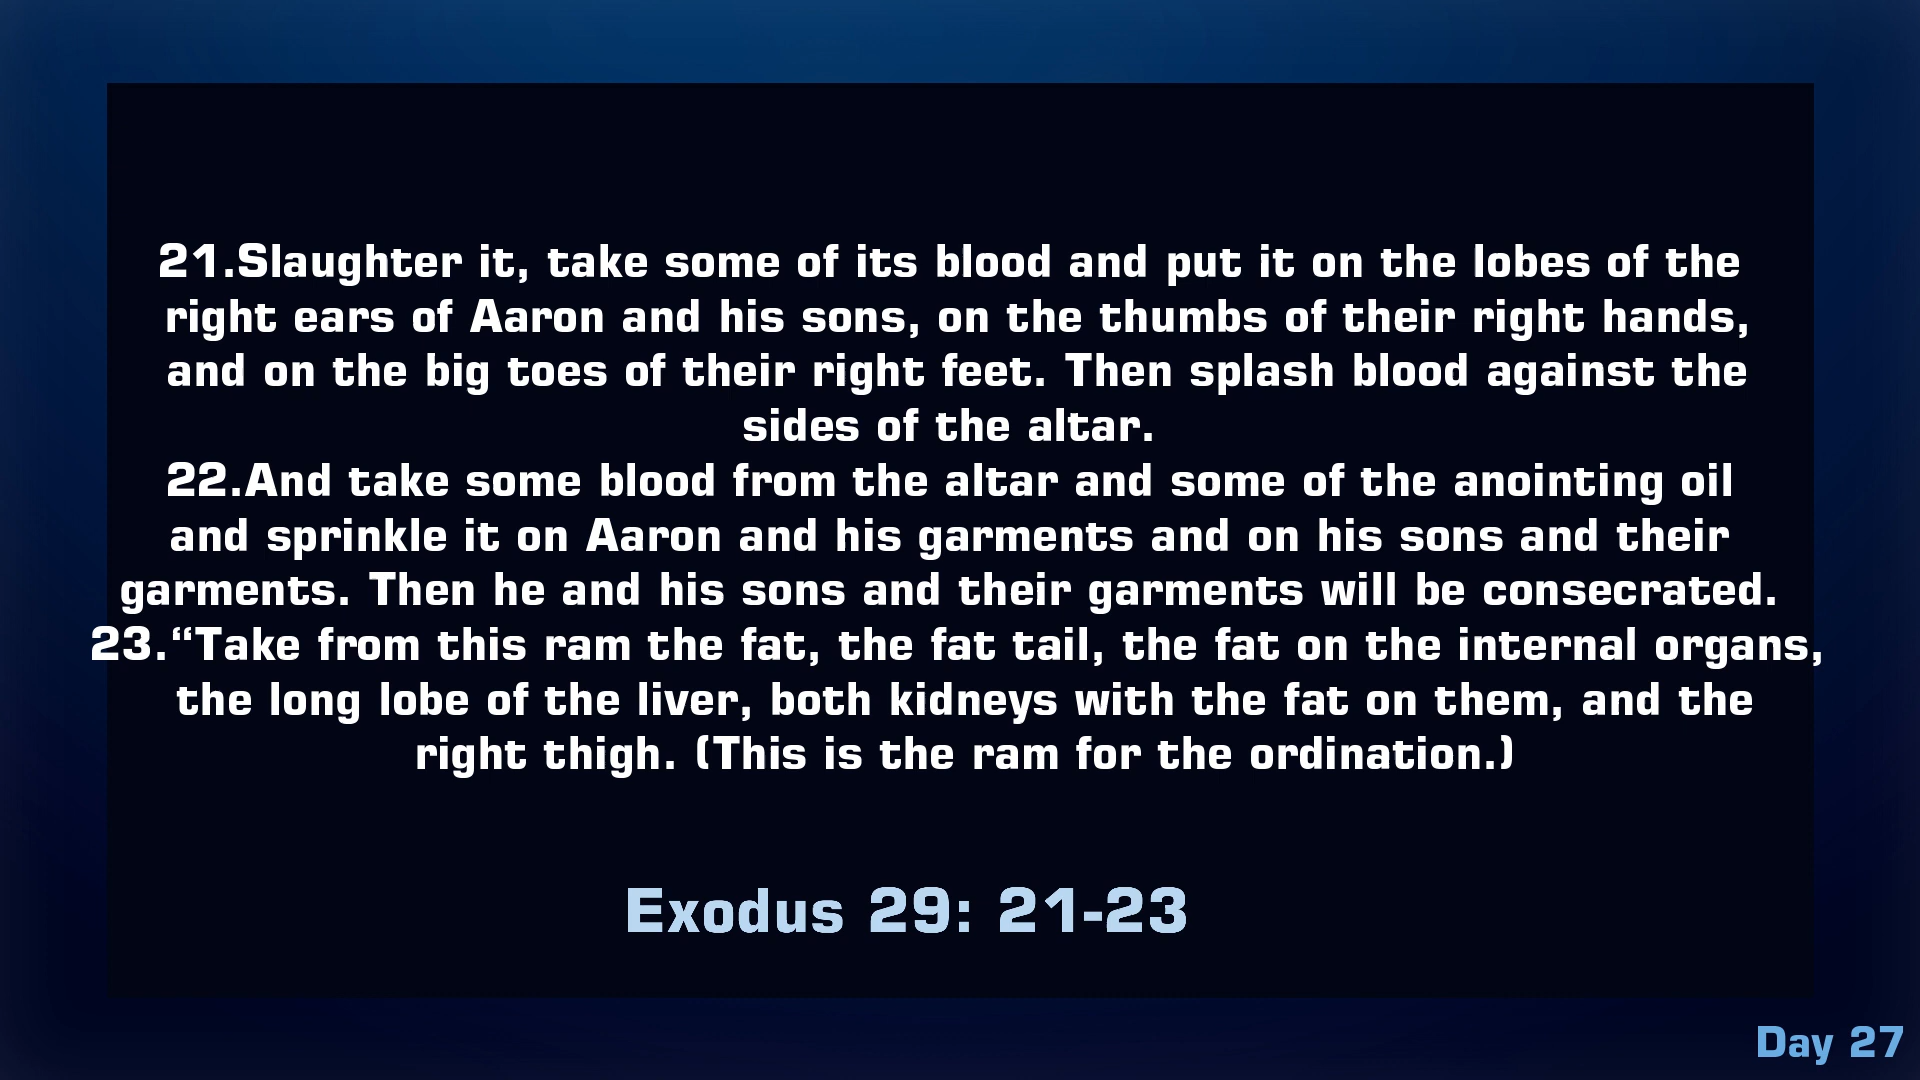 21.Slaughter it, take some of its blood and put it on the lobes of the
right ears of Aaron and his sons, on the thumbs of their right hands,
and on the big toes of their right feet. Then splash blood against the
sides of the altar.
22.And take some blood from the altar and some of the anointing oil
and sprinkle it on Aaron and his garments and on his sons and their
garments. Then he and his sons and their garments will be consecrated.
23.“Take from this ram the fat, the fat tail, the fat on the internal organs,
the long lobe of the liver, both kidneys with the fat on them, and the
right thigh. (This is the ram for the ordination.)
Exodus 29: 21-23
Day 27